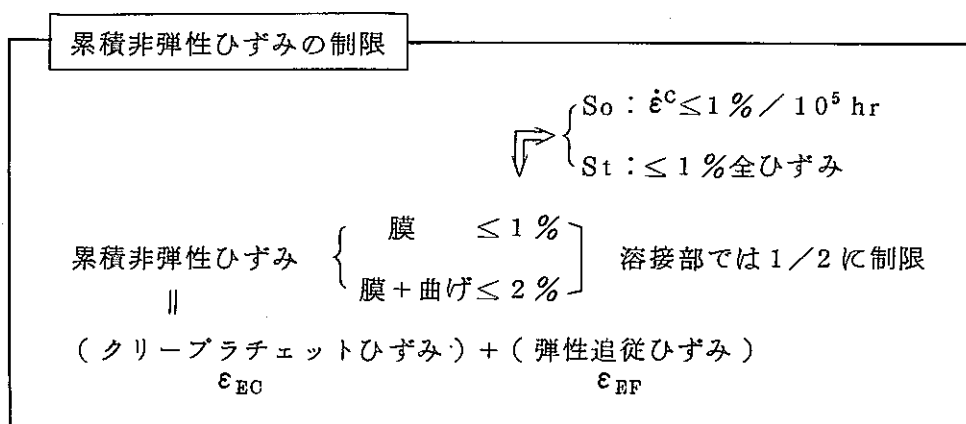 累積非弾性ひずみの制限
So：ε̇ᶜ≤1％／10⁵ hr
St：≤1％全ひずみ
膜 ≤1％
累積非弾性ひずみ 溶接部では1／2に制限
膜＋曲げ≤2％
||
（クリープラチェットひずみ）＋（弾性追従ひずみ）
εEC εEF